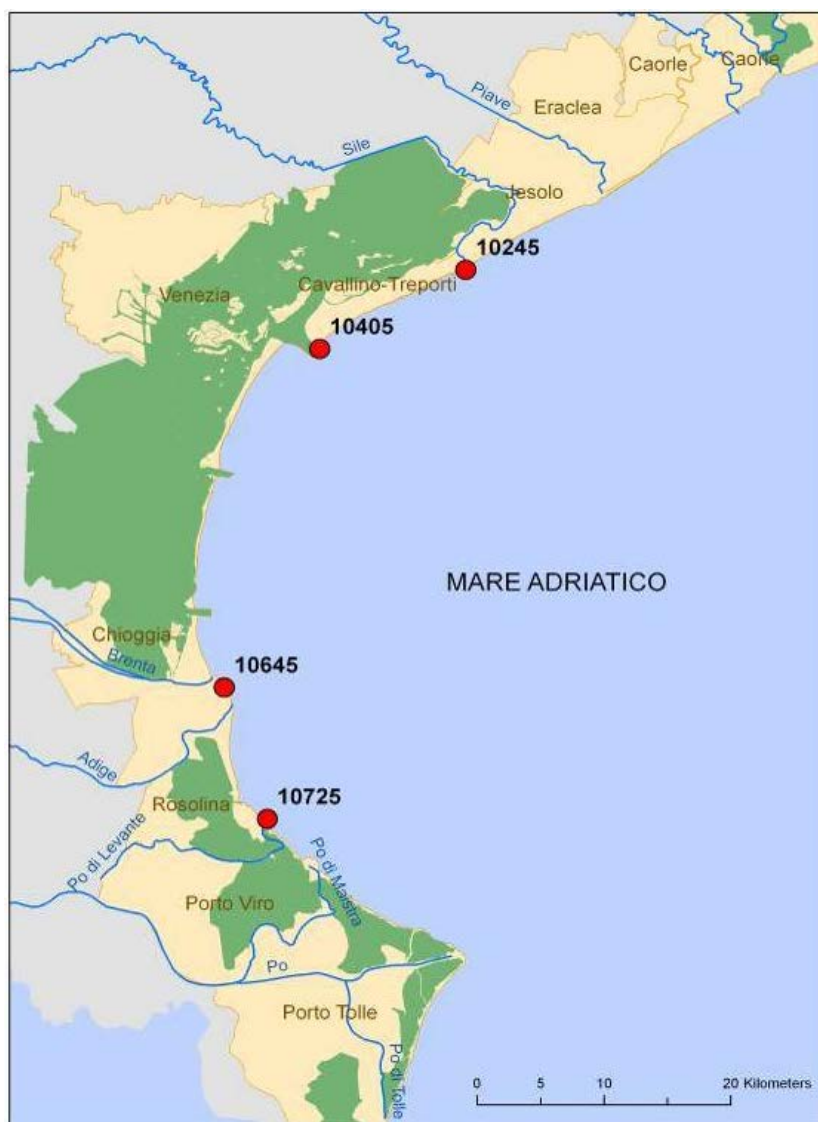 Caorle
Caorle
Piave
Eraclea
Sile
Jesolo
10245
Cavallino-Treporti
Venezia
10405
MARE ADRIATICO
Chioggia
Brenta
10645
Adige
10725
Rosolina
Po di Levante
Po di Maistra
Porto Viro
Po
Porto Tolle
Po di Tolle
0 5 10 20 Kilometers